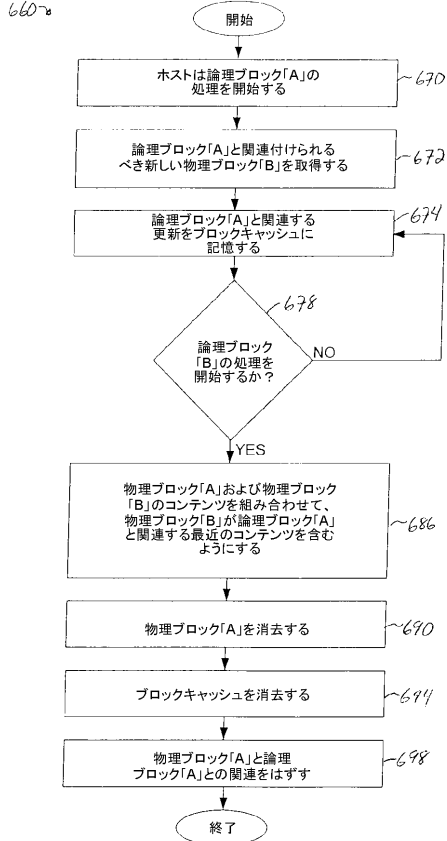 660
開始
ホストは論理ブロック「A」の
処理を開始する
670
論理ブロック「A」と関連付けられる
べき新しい物理ブロック「B」を取得する
672
論理ブロック「A」と関連する
更新をブロックキャッシュに
記憶する
674
678
論理ブロック
「B」の処理を
開始するか?
NO
YES
物理ブロック「A」および物理ブロック
「B」のコンテンツを組み合わせて、
物理ブロック「B」が論理ブロック「A」
と関連する最近のコンテンツを含む
ようにする
686
物理ブロック「A」を消去する
690
ブロックキャッシュを消去する
694
物理ブロック「A」と論理
ブロック「A」との関連をはずす
698
終了